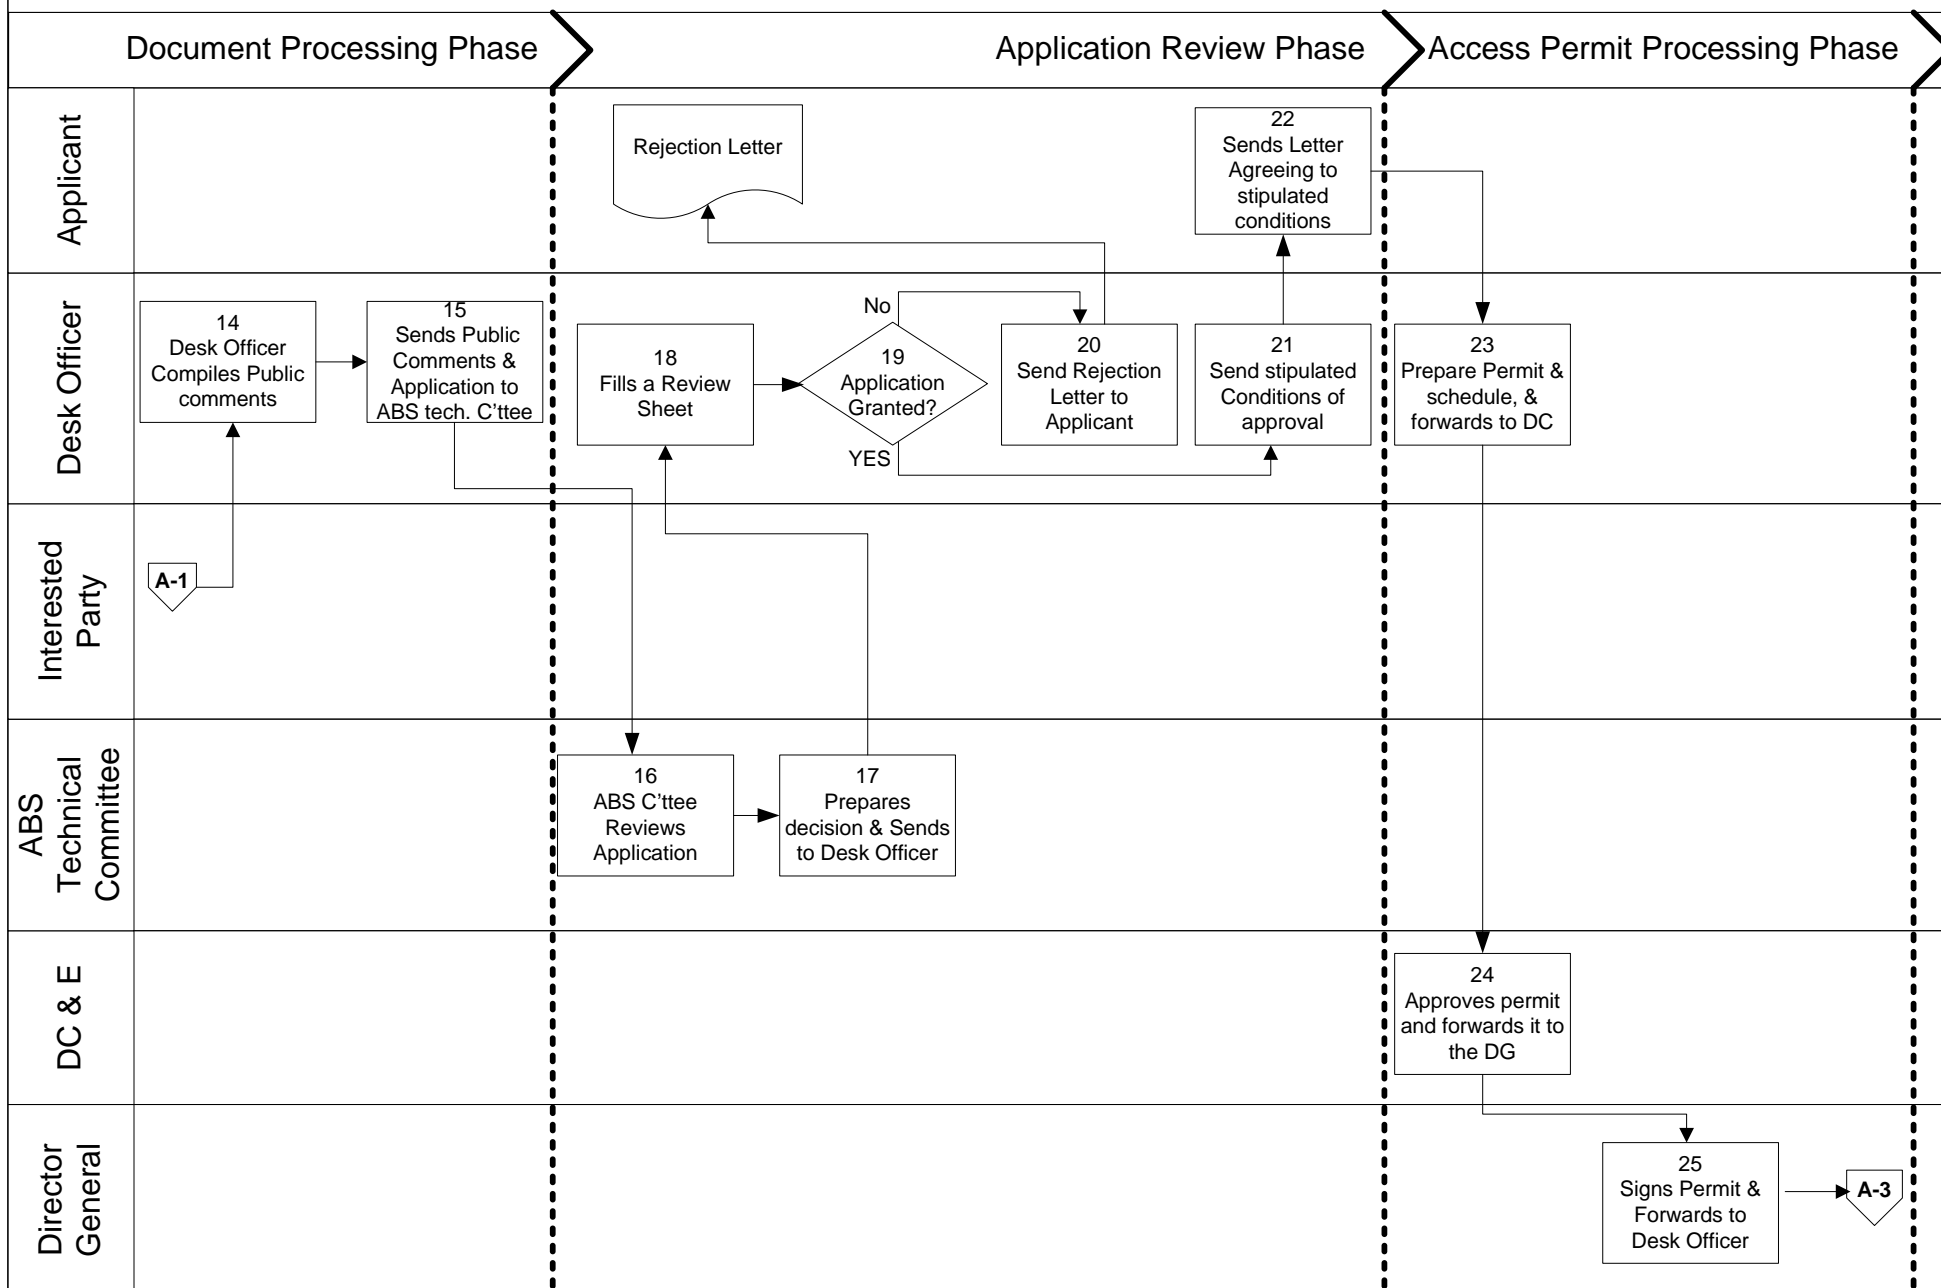 Document Processing Phase
Application Review Phase
Access Permit Processing Phase
Applicant
Rejection Letter
22
Sends Letter
Agreeing to
stipulated
conditions
Desk Officer
14
Desk Officer
Compiles Public
comments
15
Sends Public
Comments &
Application to
ABS tech. C'ttee
18
Fills a Review
Sheet
No
19
Application
Granted?
YES
20
Send Rejection
Letter to
Applicant
21
Send stipulated
Conditions of
approval
23
Prepare Permit &
schedule, &
forwards to DC
Interested
Party
A-1
ABS
Technical
Committee
16
ABS C'ttee
Reviews
Application
17
Prepares
decision & Sends
to Desk Officer
DC & E
24
Approves permit
and forwards it to
the DG
Director
General
25
Signs Permit &
Forwards to
Desk Officer
A-3